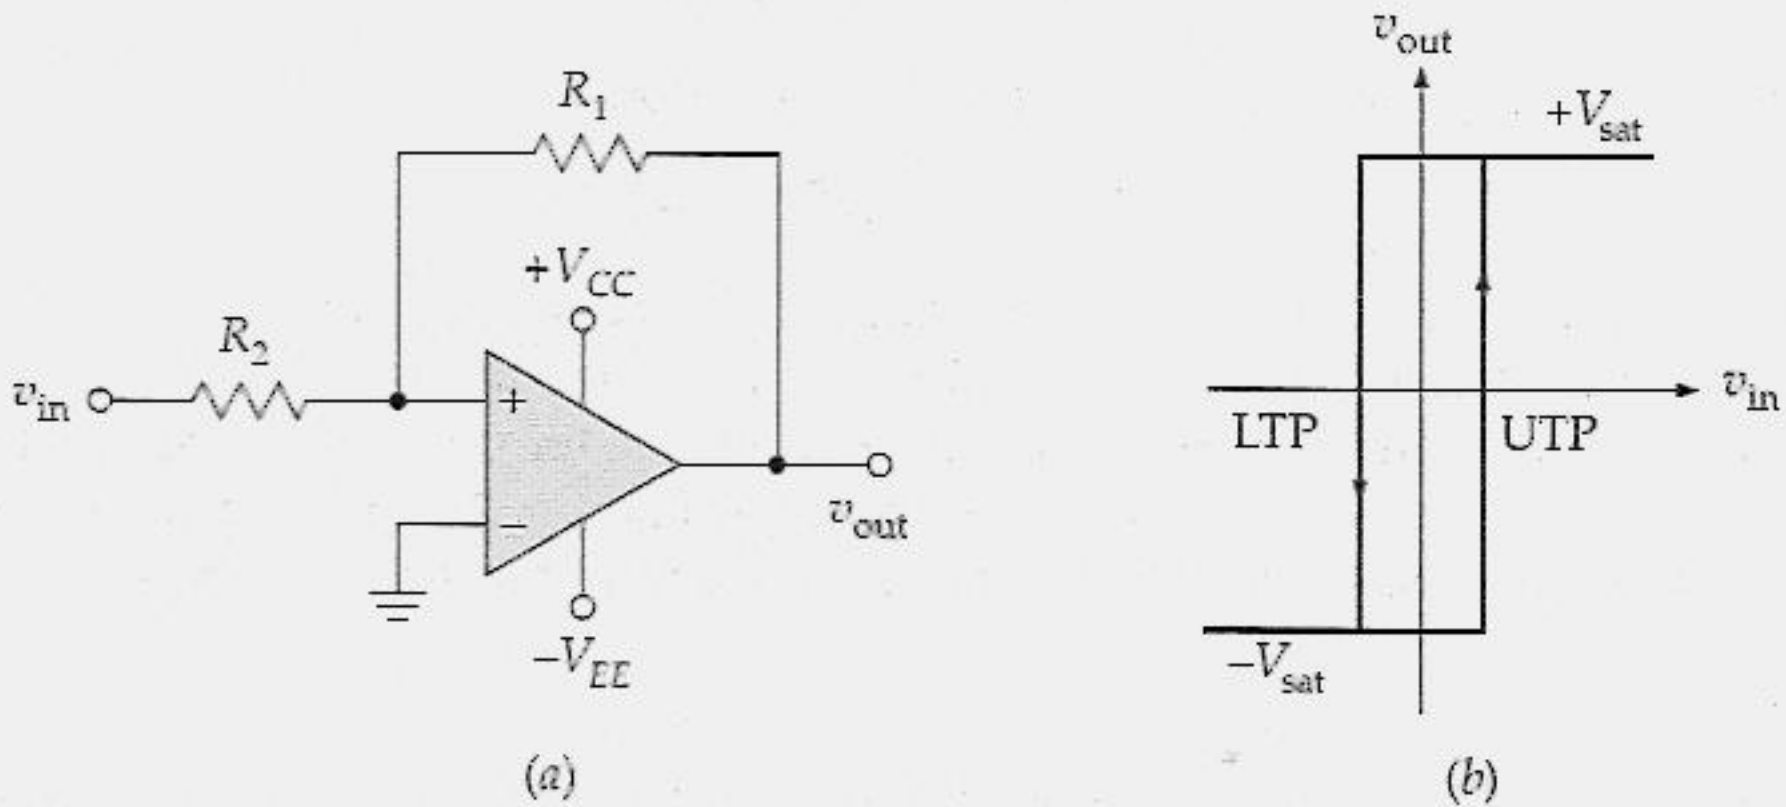 R1
+VCC
R2
vin
+
−
vout
−VEE
(a)
vout
+Vsat
vin
LTP
UTP
−Vsat
(b)